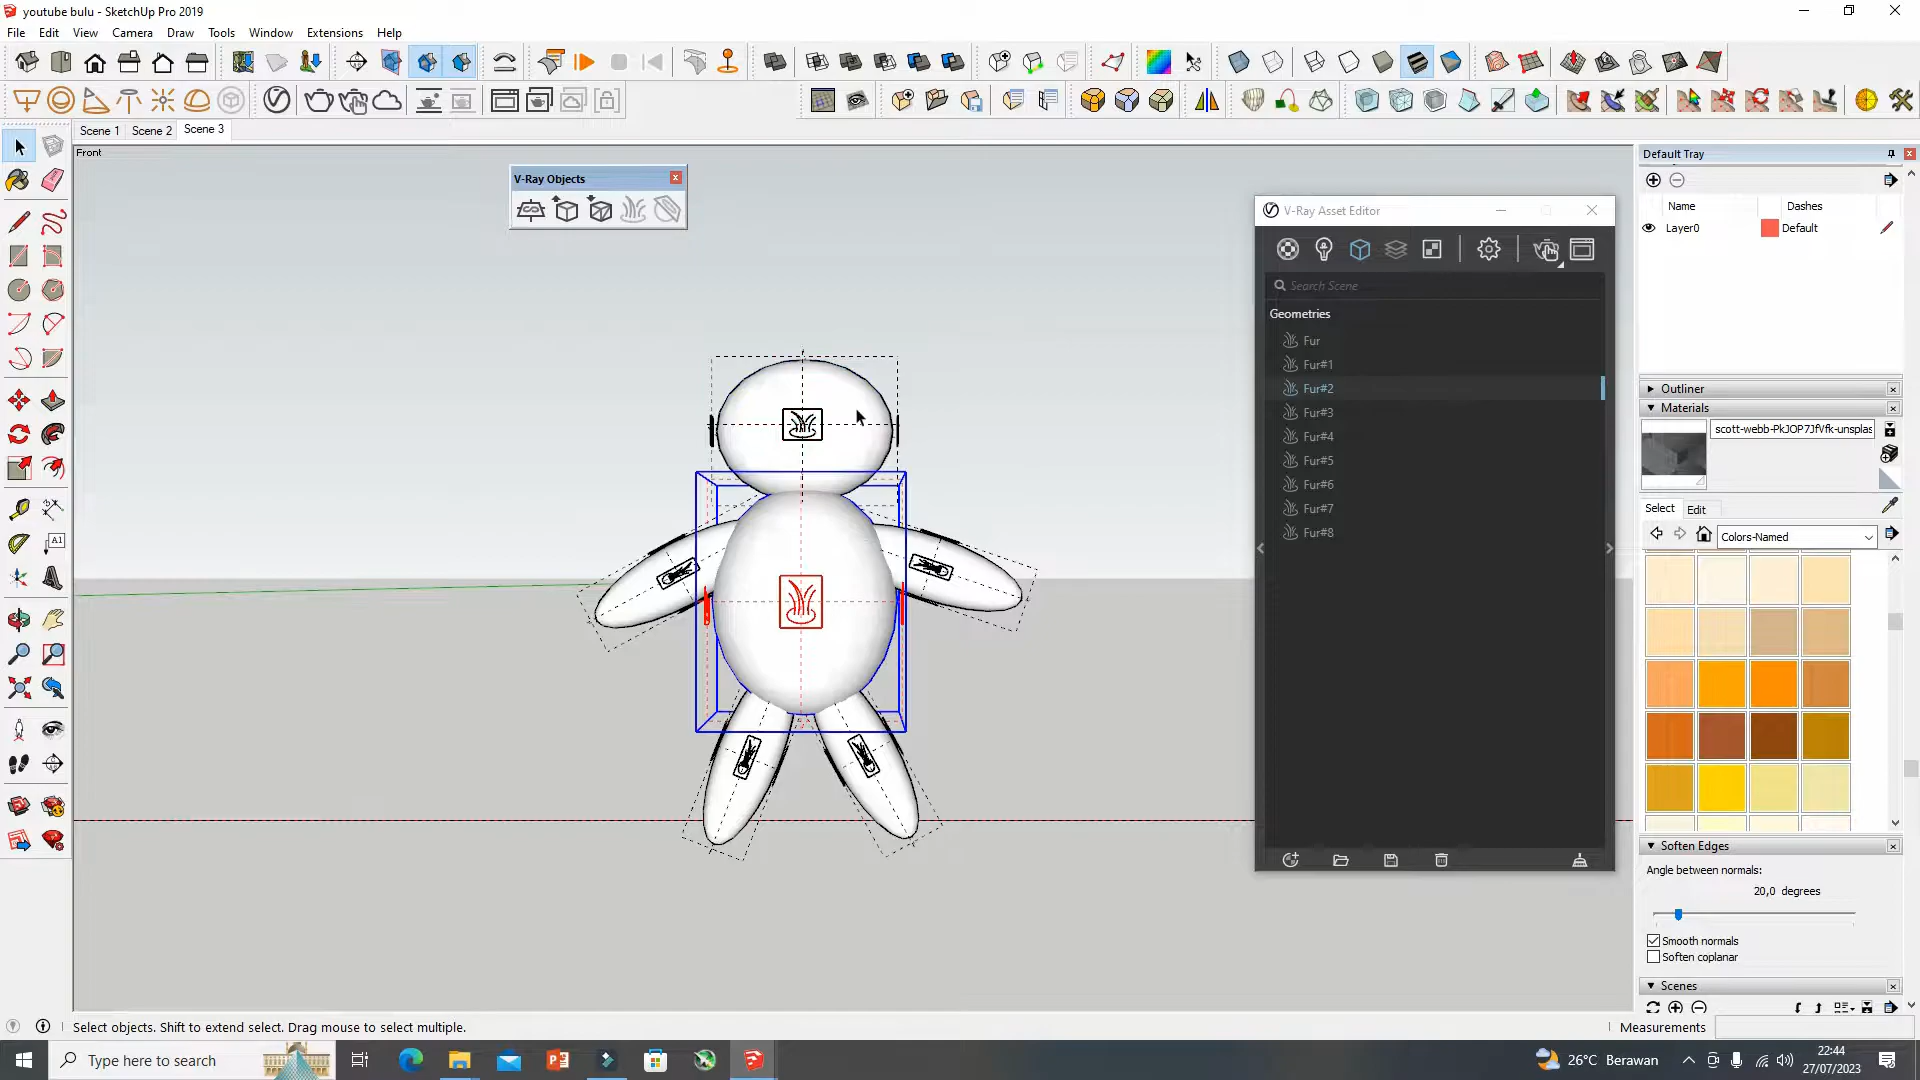 youtube bulu - SketchUp Pro 2019
File Edit View Camera Draw Tools Window Extensions Help
Scene 1 Scene 2 Scene 3
Front
V-Ray Objects
V-Ray Asset Editor
Search Scene
Geometries
Fur
Fur#1
Fur#2
Fur#3
Fur#4
Fur#5
Fur#6
Fur#7
Fur#8
Default Tray
Name Dashes
Layer0 Default
Outliner
Materials
scott-webb-PkJOP7JfVfk-unsplas
Select Edit
Colors-Named
Soften Edges
Angle between normals:
20,0 degrees
Smooth normals
Soften coplanar
Scenes
A1
Select objects. Shift to extend select. Drag mouse to select multiple.
Measurements
Type here to search
26°C Berawan
22:44
27/07/2023